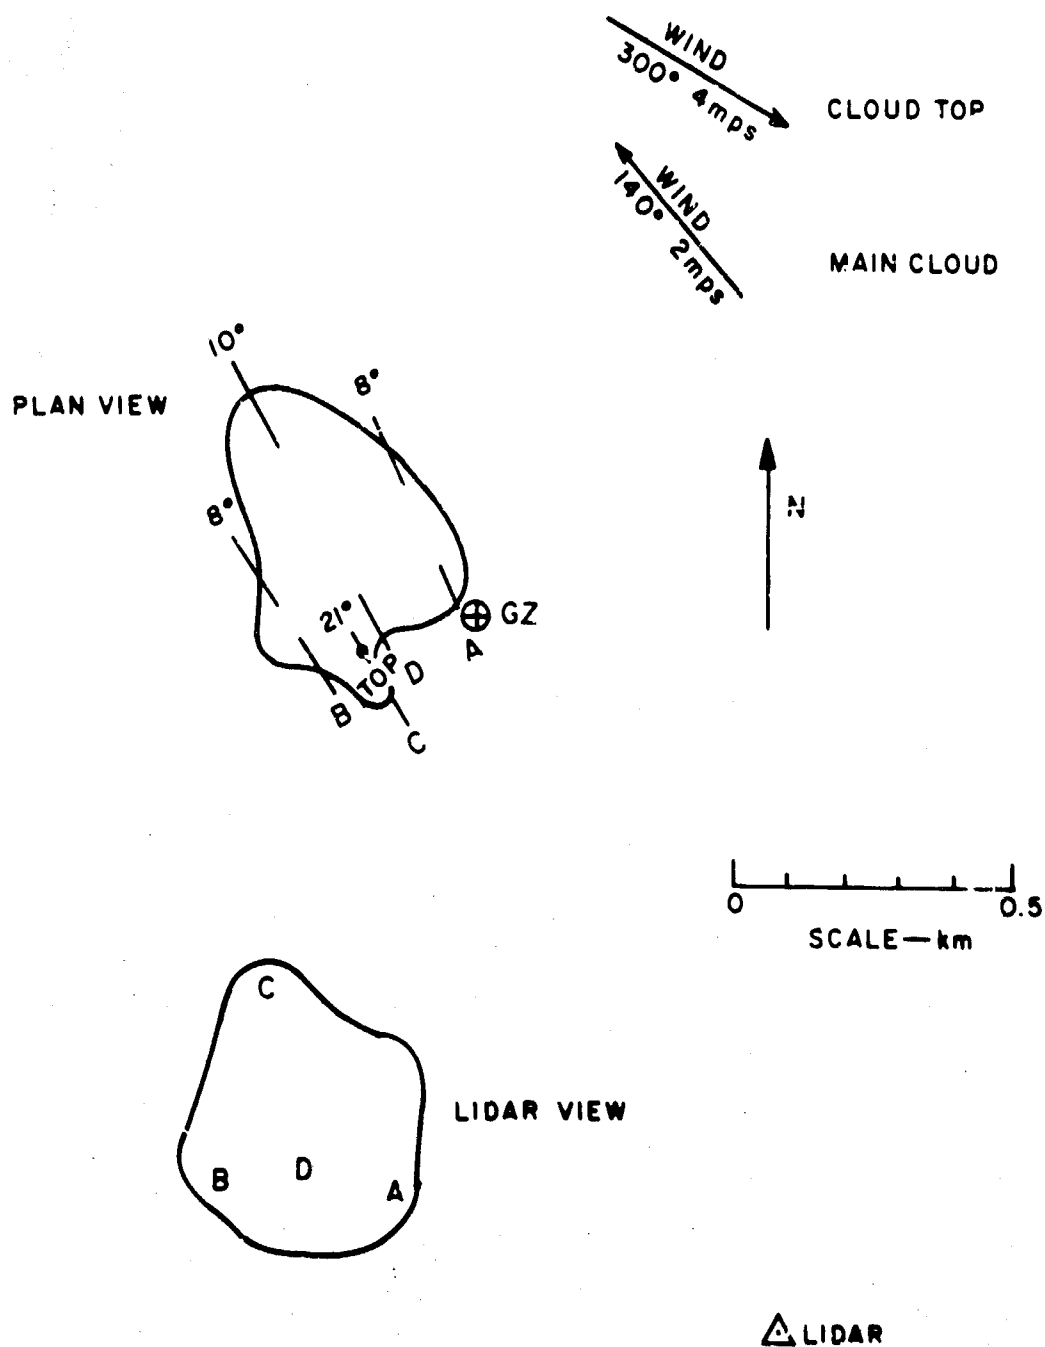 WIND
300° 4mps
CLOUD TOP
WIND
140° 2mps
MAIN CLOUD
10°
8°
PLAN VIEW
N
8°
21°
GZ
A
TOP
D
B
C
0
0.5
SCALE—km
C
LIDAR VIEW
B
D
A
LIDAR